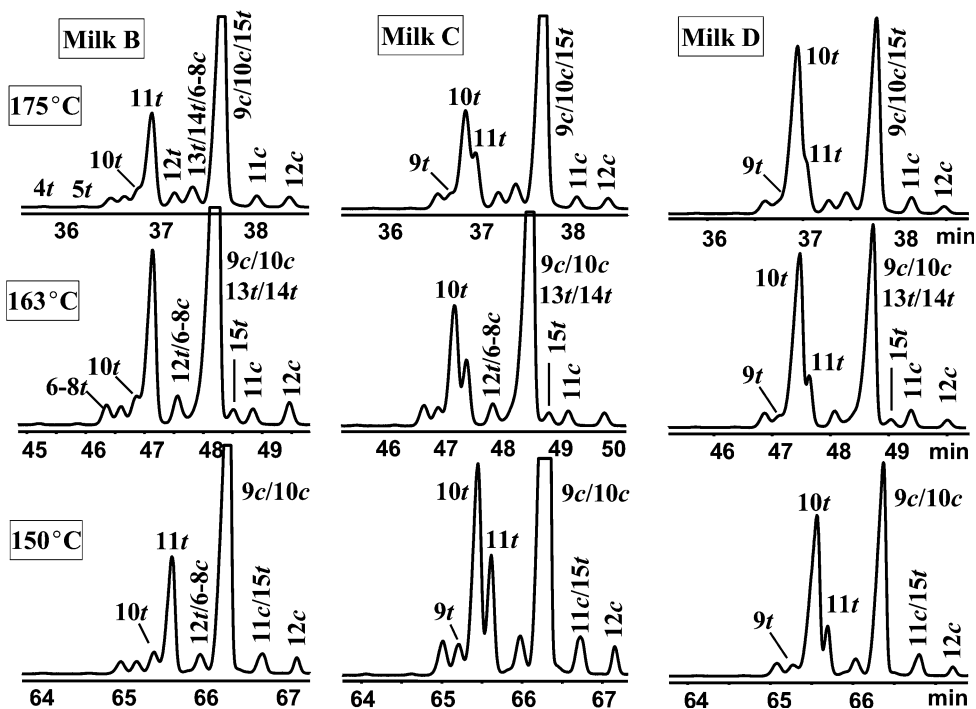 Milk B
Milk C
Milk D
175°C
4t
5t
10t
11t
12t
13t/14t/6-8c
9c/10c/15t
11c
12c
36
37
38
9t
10t
11t
9c/10c/15t
11c
12c
36
37
38
9t
10t
11t
9c/10c/15t
11c
12c
36
37
38
min
163°C
6-8t
10t
12t/6-8c
9c/10c
13t/14t
15t
11c
12c
45
46
47
48
49
10t
12t/6-8c
9c/10c
13t/14t
15t
11c
46
47
48
49
50
9t
10t
11t
9c/10c
13t/14t
15t
11c
12c
46
47
48
49
min
150°C
10t
11t
12t/6-8c
9c/10c
11c/15t
12c
64
65
66
67
9t
10t
11t
9c/10c
11c/15t
12c
64
65
66
67
9t
10t
11t
9c/10c
11c/15t
12c
64
65
66
min